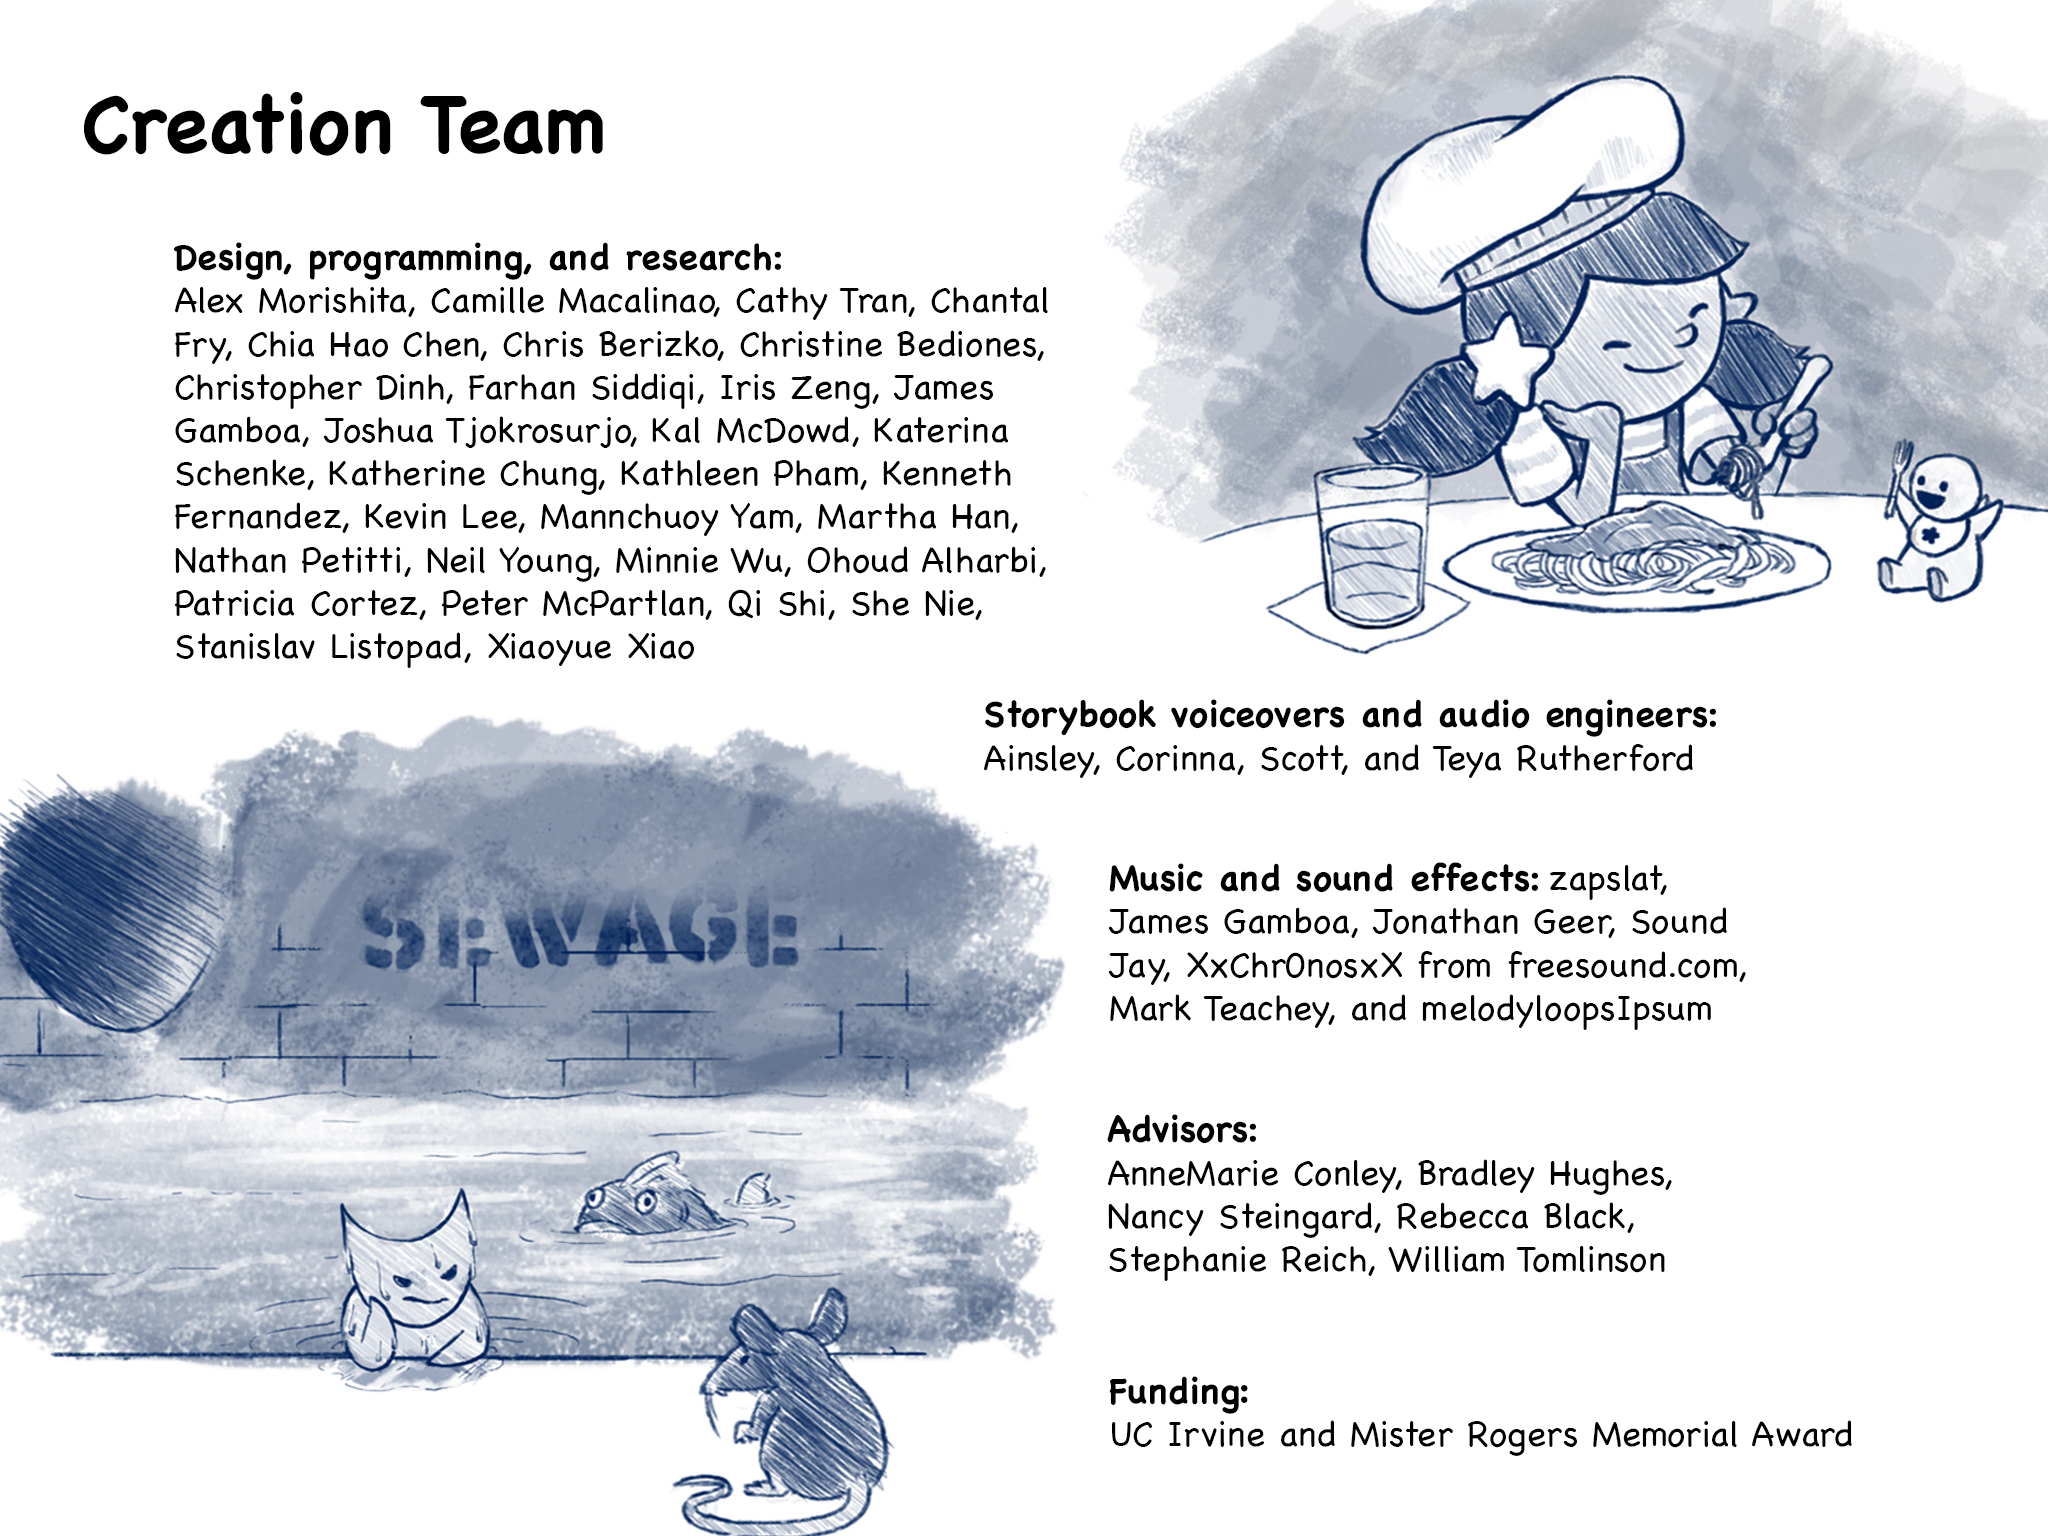 Creation Team
Design, programming, and research:
Alex Morishita, Camille Macalinao, Cathy Tran, Chantal
Fry, Chia Hao Chen, Chris Berizko, Christine Bediones,
Christopher Dinh, Farhan Siddiqi, Iris Zeng, James
Gamboa, Joshua Tjokrosurjo, Kal McDowd, Katerina
Schenke, Katherine Chung, Kathleen Pham, Kenneth
Fernandez, Kevin Lee, Mannchuoy Yam, Martha Han,
Nathan Petitti, Neil Young, Minnie Wu, Ohoud Alharbi,
Patricia Cortez, Peter McPartlan, Qi Shi, She Nie,
Stanislav Listopad, Xiaoyue Xiao
Storybook voiceovers and audio engineers:
Ainsley, Corinna, Scott, and Teya Rutherford
SEWAGE
Music and sound effects: zapslat,
James Gamboa, Jonathan Geer, Sound
Jay, XxChr0nosxX from freesound.com,
Mark Teachey, and melodyloopsIpsum
Advisors:
AnneMarie Conley, Bradley Hughes,
Nancy Steingard, Rebecca Black,
Stephanie Reich, William Tomlinson
Funding:
UC Irvine and Mister Rogers Memorial Award